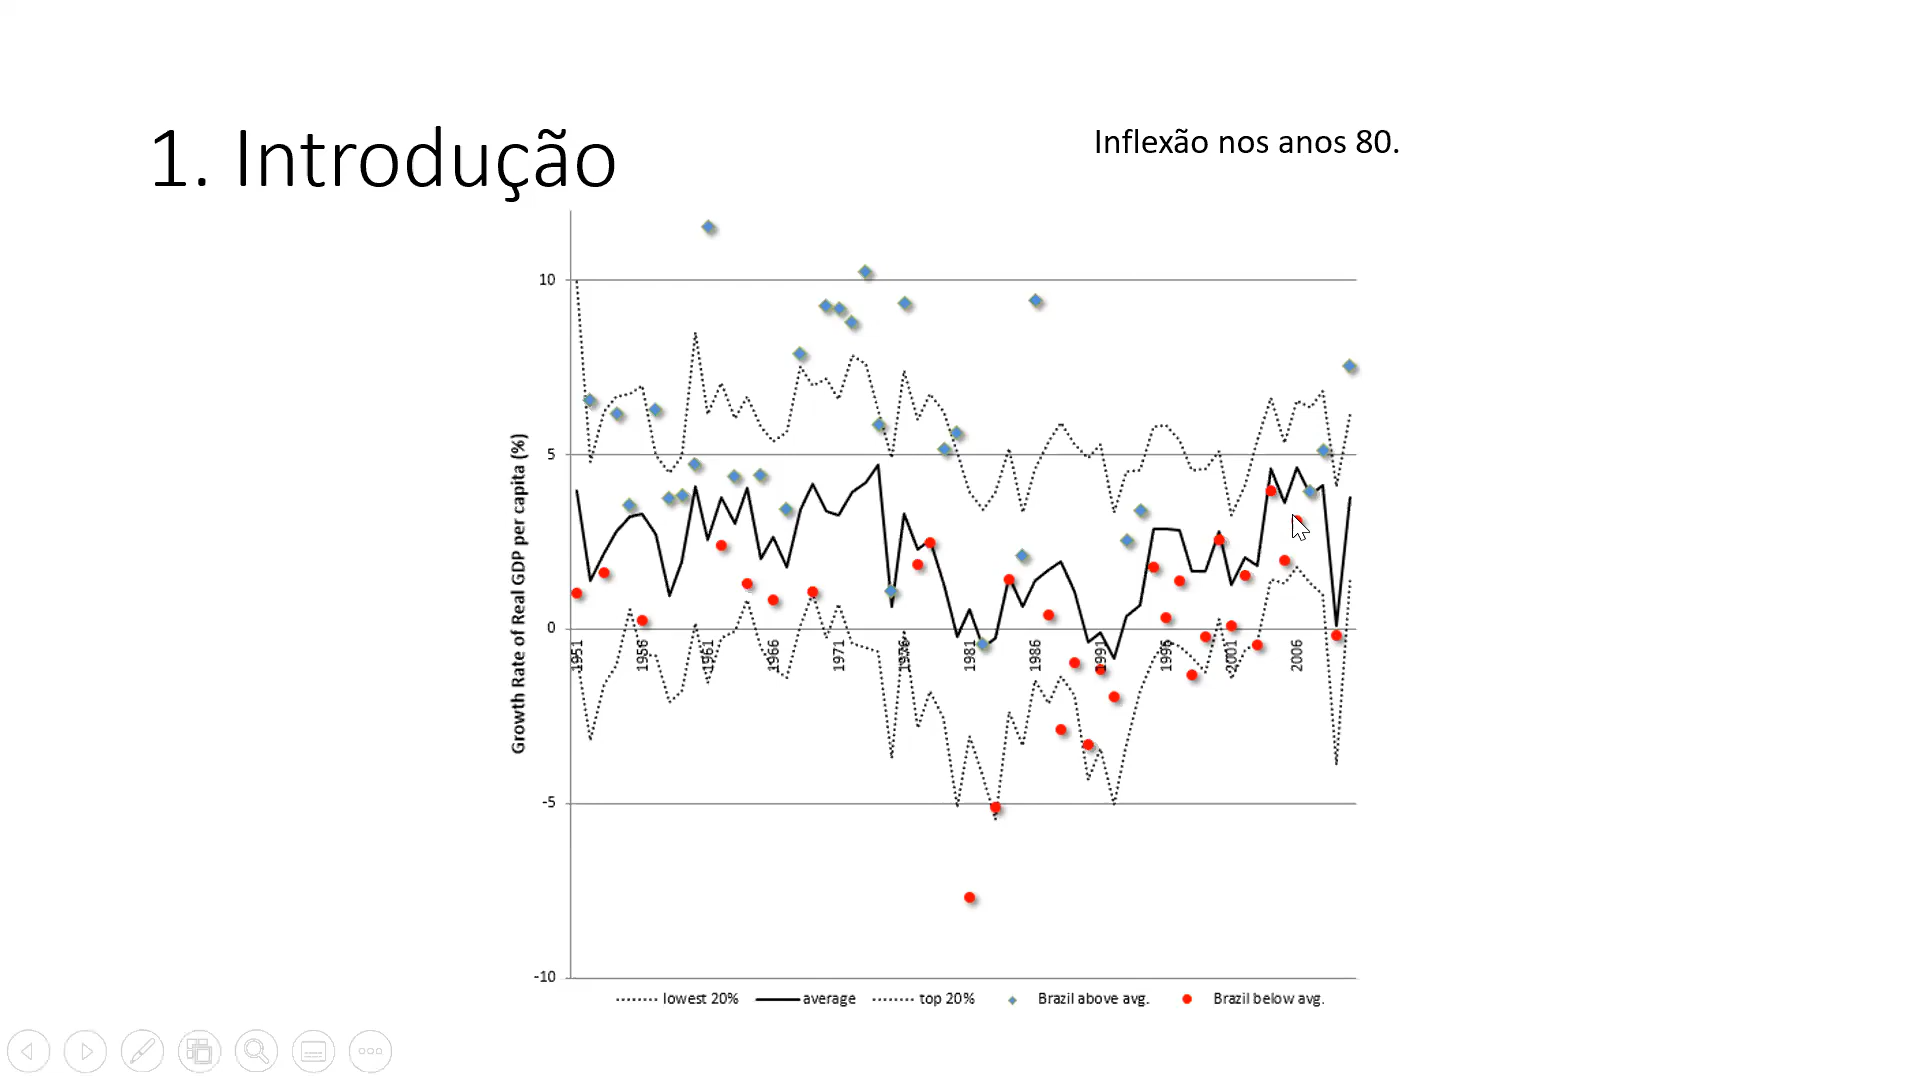 1. Introdução
Inflexão nos anos 80.
Growth Rate of Real GDP per capita (%)
10
5
0
-5
-10
1951
1956
1961
1966
1971
1976
1981
1986
1991
1996
2001
2006
lowest 20%
average
top 20%
Brazil above avg.
Brazil below avg.